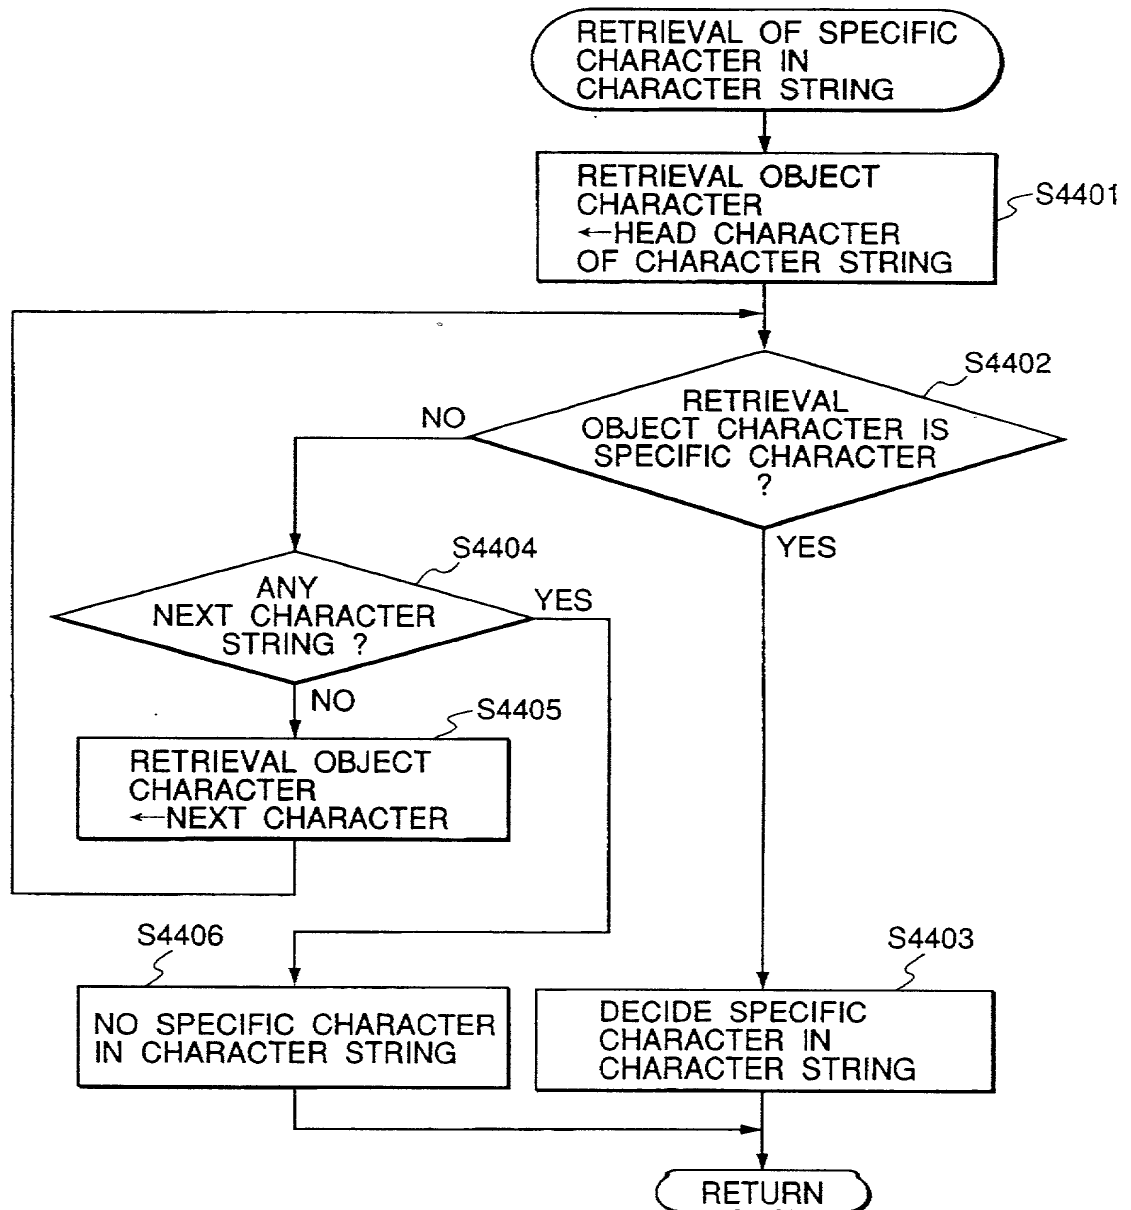 RETRIEVAL OF SPECIFIC
CHARACTER IN
CHARACTER STRING
RETRIEVAL OBJECT
CHARACTER
←HEAD CHARACTER
OF CHARACTER STRING
S4401
S4402
RETRIEVAL
OBJECT CHARACTER IS
SPECIFIC CHARACTER
?
NO
YES
S4404
ANY
NEXT CHARACTER
STRING ?
YES
NO
S4405
RETRIEVAL OBJECT
CHARACTER
←NEXT CHARACTER
S4406
NO SPECIFIC CHARACTER
IN CHARACTER STRING
S4403
DECIDE SPECIFIC
CHARACTER IN
CHARACTER STRING
RETURN